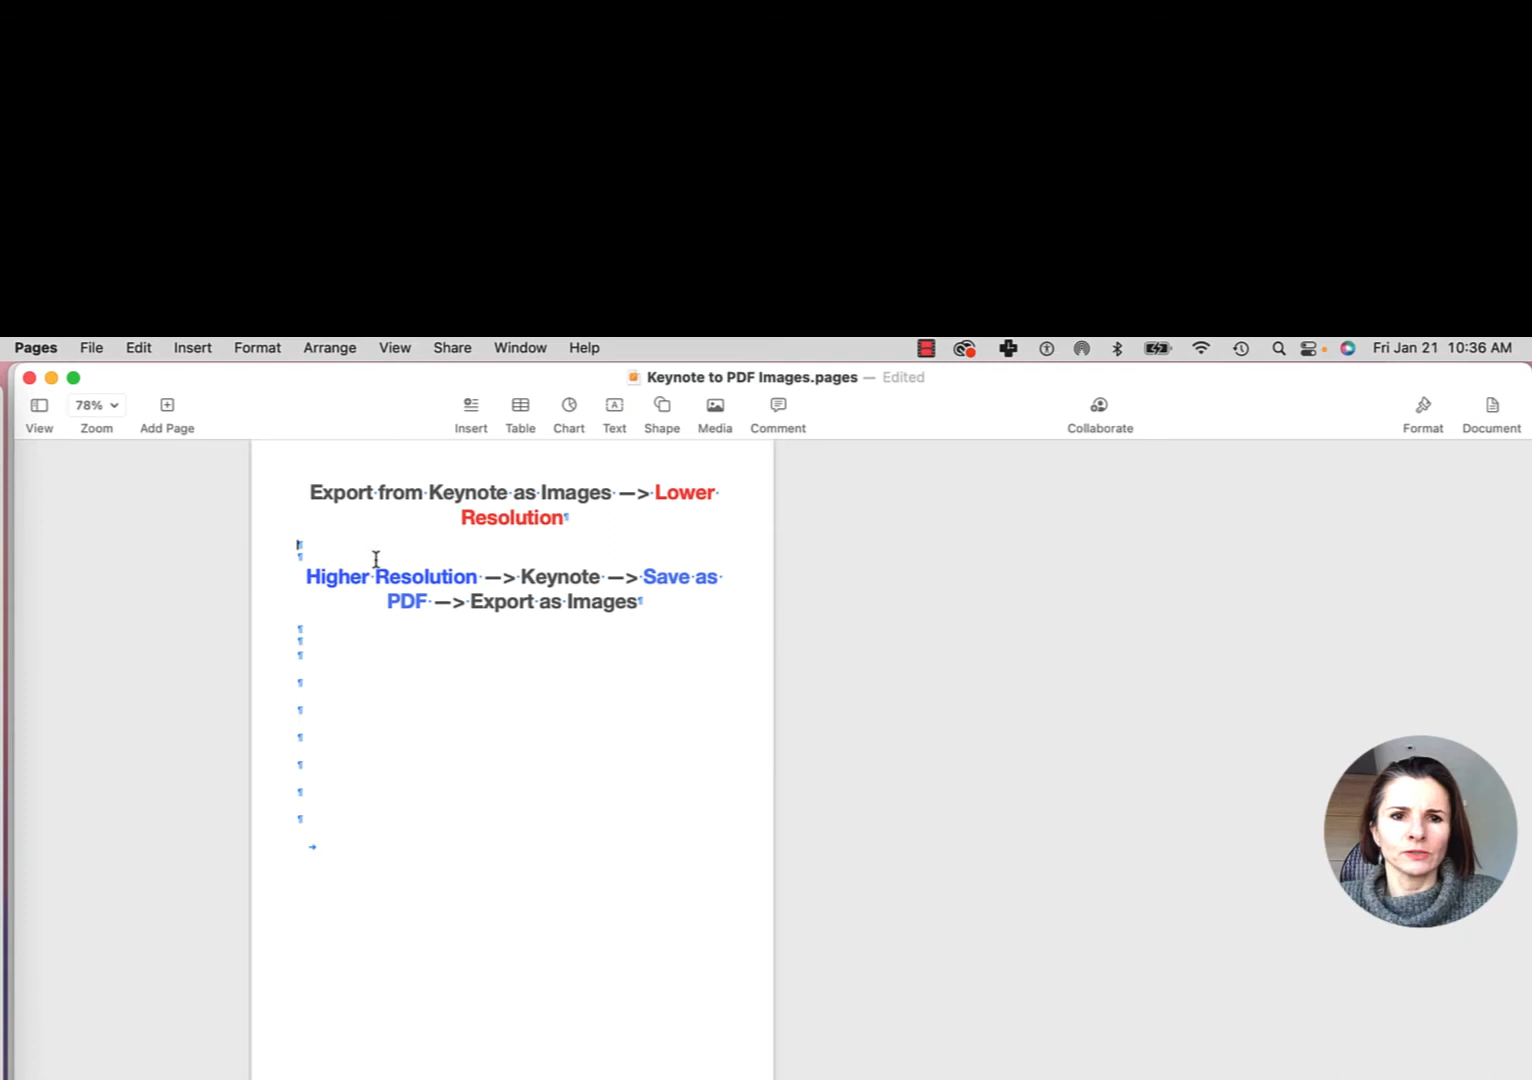 Pages File Edit Insert Format Arrange View Share Window Help Fri Jan 21 10:36 AM
Keynote to PDF Images.pages — Edited
78%
View Zoom Add Page Insert Table Chart Text Shape Media Comment Collaborate Format Document
Export from Keynote as Images —> Lower
Resolution
Higher Resolution —> Keynote —> Save as
PDF —> Export as Images